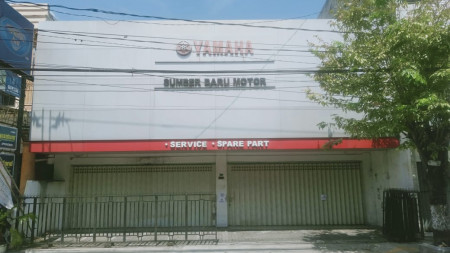 YAMAHA
SUMBER BARU MOTOR
• SERVICE • SPARE PART